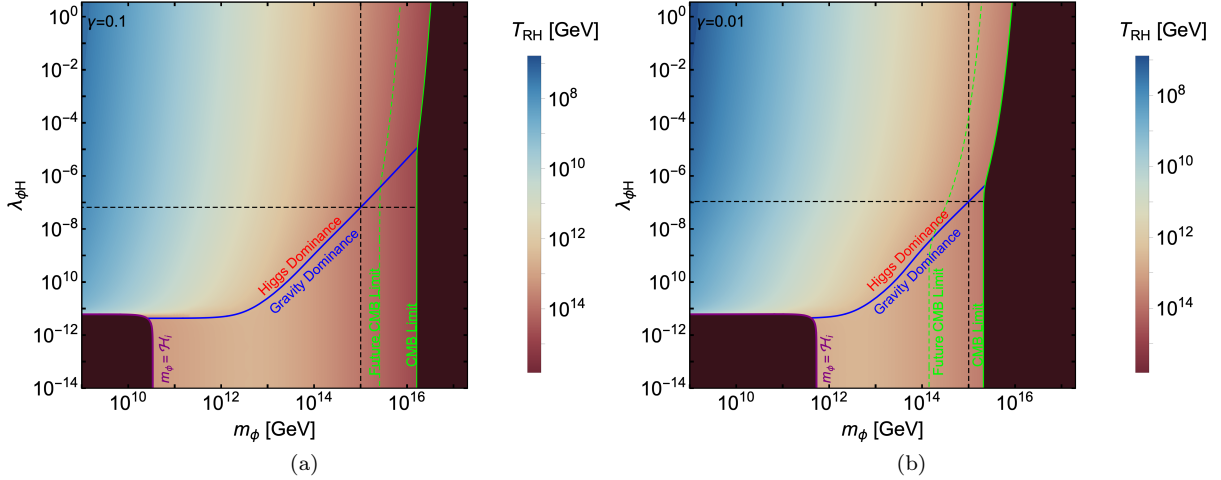 γ=0.1
T_RH [GeV]
10^0
10^-2
10^-4
10^-6
10^-8
10^10
10^-12
10^-14
λ_ϕH
Higgs Dominance
Gravity Dominance
m_ϕ = ℋ_i
Future CMB Limit
CMB Limit
10^10
10^12
10^14
10^16
m_ϕ [GeV]
10^8
10^10
10^12
10^14
(a)
γ=0.01
T_RH [GeV]
10^0
10^-2
10^-4
10^-6
10^-8
10^10
10^-12
10^-14
λ_ϕH
Higgs Dominance
Gravity Dominance
m_ϕ = ℋ_i
Future CMB Limit
CMB Limit
10^10
10^12
10^14
10^16
m_ϕ [GeV]
10^8
10^10
10^12
10^14
(b)